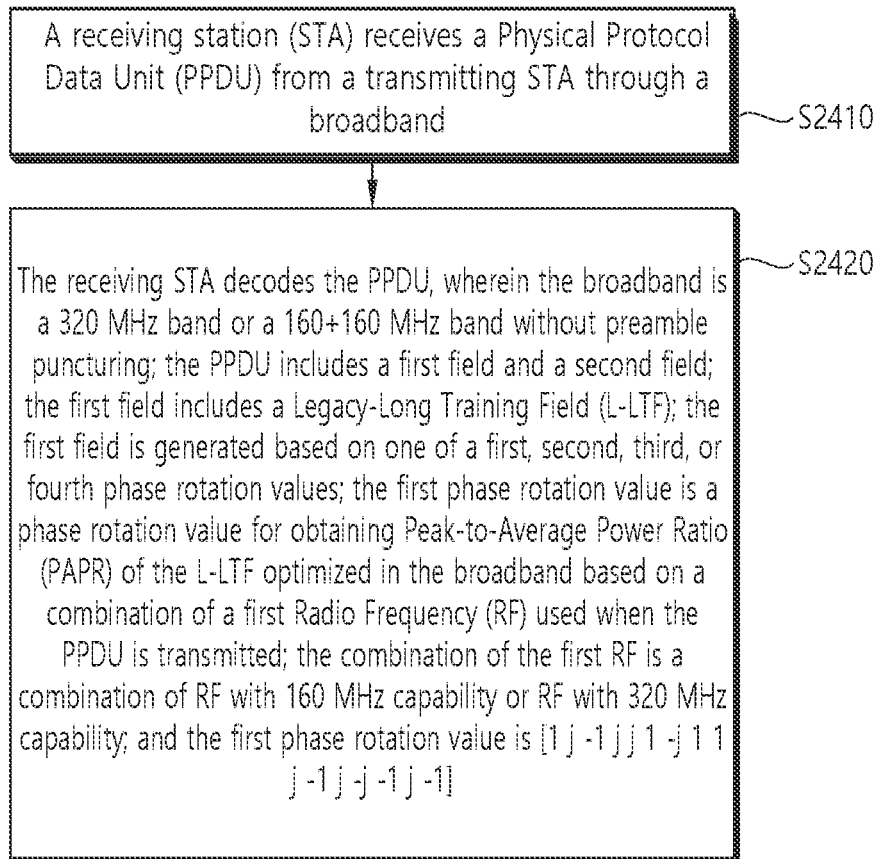 A receiving station (STA) receives a Physical Protocol
Data Unit (PPDU) from a transmitting STA through a
broadband
S2410
S2420
The receiving STA decodes the PPDU, wherein the broadband is
a 320 MHz band or a 160+160 MHz band without preamble
puncturing; the PPDU includes a first field and a second field;
the first field includes a Legacy-Long Training Field (L-LTF); the
first field is generated based on one of a first, second, third, or
fourth phase rotation values; the first phase rotation value is a
phase rotation value for obtaining Peak-to-Average Power Ratio
(PAPR) of the L-LTF optimized in the broadband based on a
combination of a first Radio Frequency (RF) used when the
PPDU is transmitted; the combination of the first RF is a
combination of RF with 160 MHz capability or RF with 320 MHz
capability; and the first phase rotation value is [1 j -1 j j 1 -j 1 1
j -1 j -j -1 j -1]